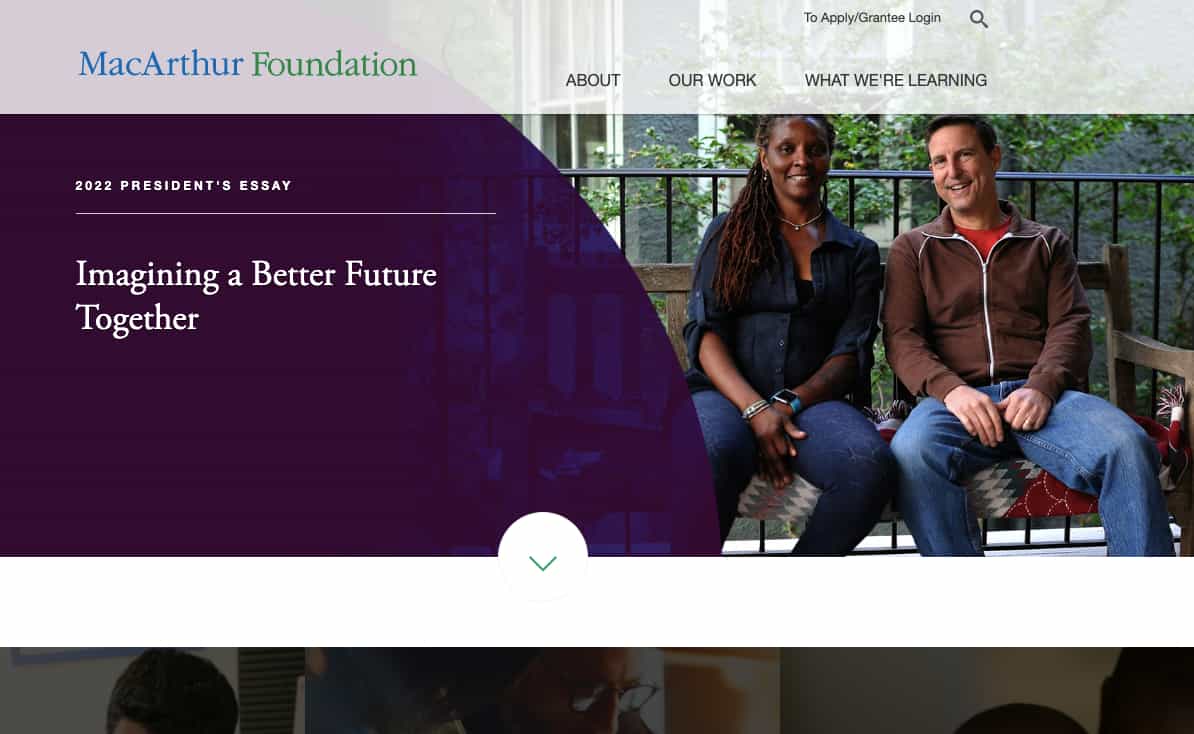 To Apply/Grantee Login
MacArthur Foundation
ABOUT OUR WORK WHAT WE'RE LEARNING
2022 PRESIDENT'S ESSAY
Imagining a Better Future
Together